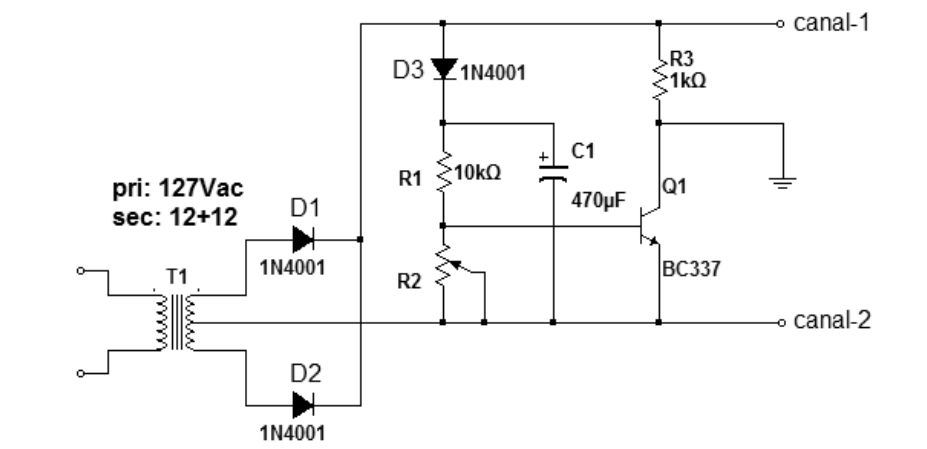 canal-1
R3
1kΩ
D3
1N4001
C1
+
R1
10kΩ
470µF
Q1
pri: 127Vac
sec: 12+12
D1
1N4001
T1
R2
BC337
canal-2
D2
1N4001